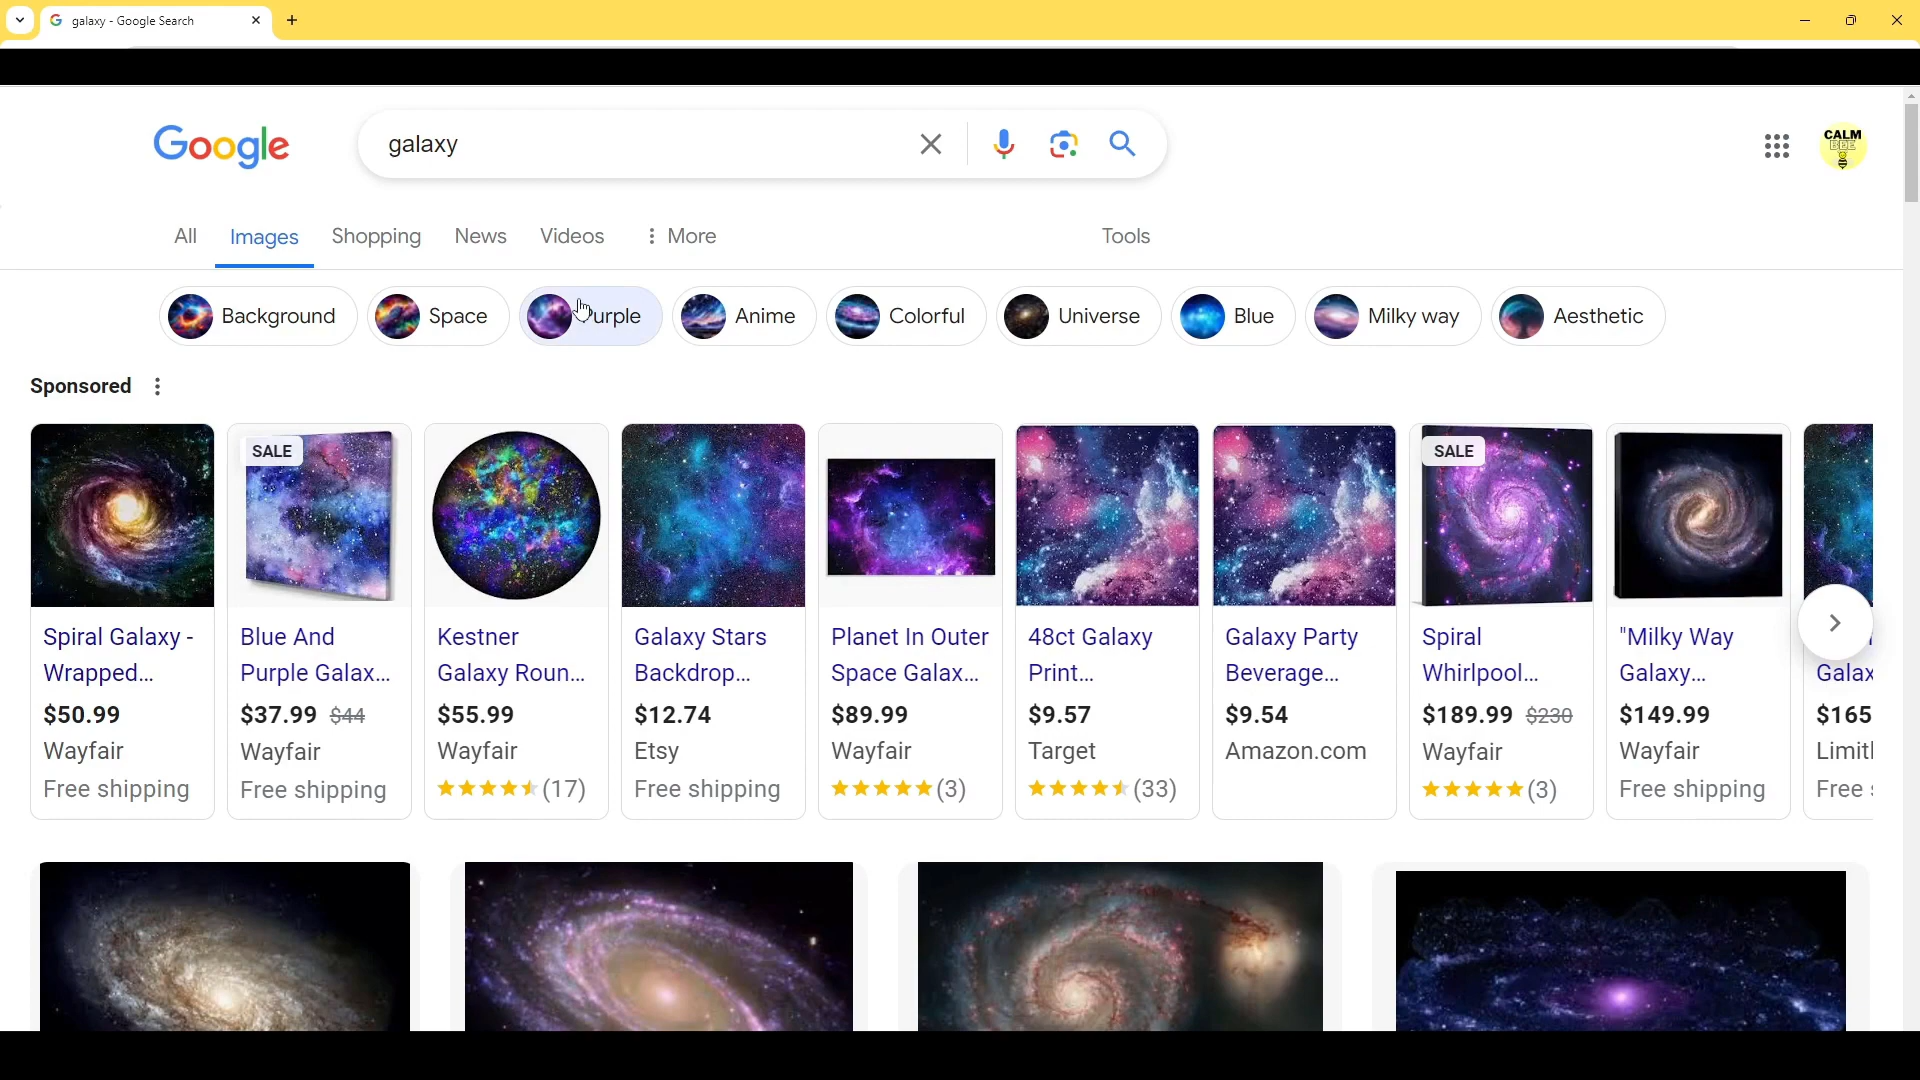 galaxy - Google Search
Google
galaxy
CALM
BEE
All Images Shopping News Videos More Tools
Background Space urple Anime Colorful Universe Blue Milky way Aesthetic
Sponsored
SALE
SALE
Spiral Galaxy -
Wrapped...
$50.99
Wayfair
Free shipping
Blue And
Purple Galax...
$37.99 $44
Wayfair
Free shipping
Kestner
Galaxy Roun...
$55.99
Wayfair
(17)
Galaxy Stars
Backdrop...
$12.74
Etsy
Free shipping
Planet In Outer
Space Galax...
$89.99
Wayfair
(3)
48ct Galaxy
Print...
$9.57
Target
(33)
Galaxy Party
Beverage...
$9.54
Amazon.com
Spiral
Whirlpool...
$189.99 $230
Wayfair
(3)
"Milky Way
Galaxy...
$149.99
Wayfair
Free shipping
Galax
$165
Limitl
Free